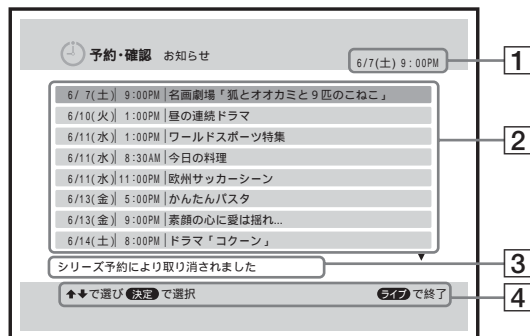 予約・確認 お知らせ
6/7(土) 9:00PM
1
6/ 7(土) 9:00PM 名画劇場「狐とオオカミと9匹のこねこ」
6/10(火) 1:00PM 昼の連続ドラマ
6/11(水) 1:00PM ワールドスポーツ特集
2
6/11(水) 8:30AM 今日の料理
6/11(水) 11:00PM 欧州サッカーシーン
6/13(金) 5:00PM かんたんパスタ
6/13(金) 9:00PM 素顔の心に愛は揺れ...
6/14(土) 8:00PM ドラマ「コクーン」
シリーズ予約により取り消されました
3
↑↓で選び 決定 で選択
ライブ で終了
4